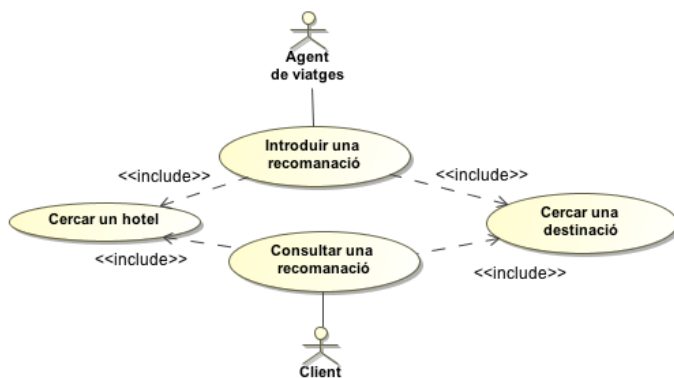 Agent
de viatges
Introduir una
recomanació
<<include>>
<<include>>
Cercar un hotel
Cercar una
destinació
Consultar una
recomanació
<<include>>
<<include>>
Client